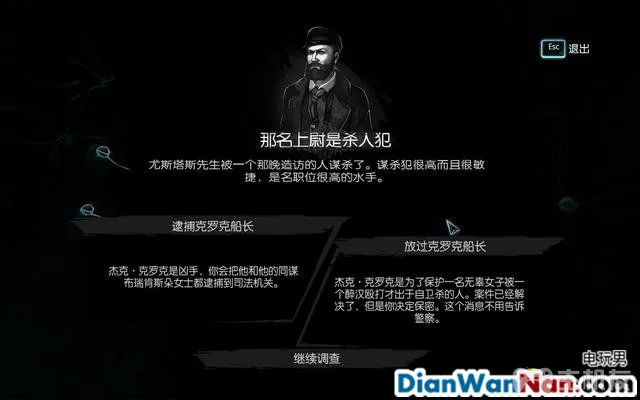 Esc 退出
那名上尉是杀人犯
尤斯塔斯先生被一个那晚造访的人谋杀了。谋杀犯很高而且很敏
捷，是名职位很高的水手。
逮捕克罗克船长
放过克罗克船长
杰克·克罗克是凶手，你会把他和他的同谋
布瑞肯斯朵女士都逮捕到司法机关。
杰克·克罗克是为了保护一名无辜女子被一
个醉汉殴打才出于自卫杀的人。案件已经解
决了，但是你决定保密。这个消息不用告诉
警察。
继续调查
电玩男
DianWanNan.com